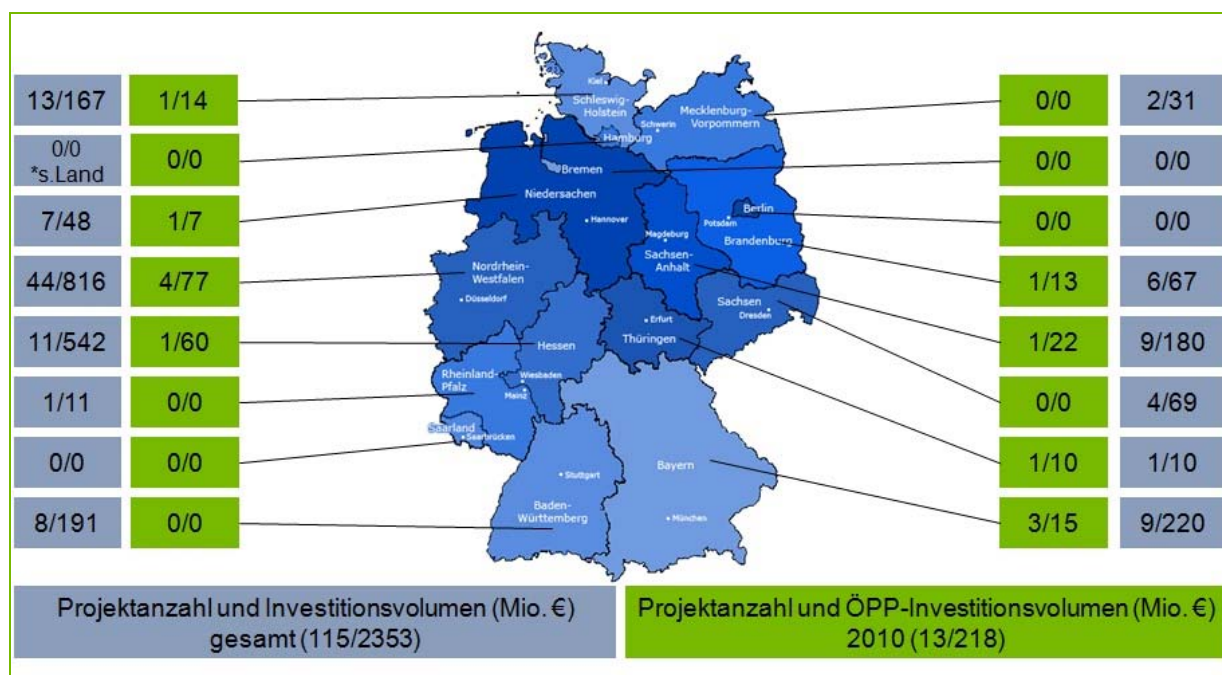 13/167 1/14
0/0
*s.Land
0/0
7/48 1/7
44/816 4/77
11/542 1/60
1/11 0/0
0/0 0/0
8/191 0/0
Kiel
Schleswig-
Holstein
Mecklenburg-
Vorpommern
Schwerin
Hamburg
Bremen
Niedersachen
Hannover
Berlin
Potsdam
Brandenburg
Magdeburg
Sachsen-
Anhalt
Nordrhein-
Westfalen
Düsseldorf
Sachsen
Dresden
Erfurt
Thüringen
Hessen
Wiesbaden
Rheinland-
Pfalz
Mainz
Saarland
Saarbrücken
Stuttgart
Baden-
Württemberg
Bayern
München
0/0 2/31
0/0 0/0
0/0 0/0
1/13 6/67
1/22 9/180
0/0 4/69
1/10 1/10
3/15 9/220
Projektanzahl und Investitionsvolumen (Mio. €)
gesamt (115/2353)
Projektanzahl und ÖPP-Investitionsvolumen (Mio. €)
2010 (13/218)